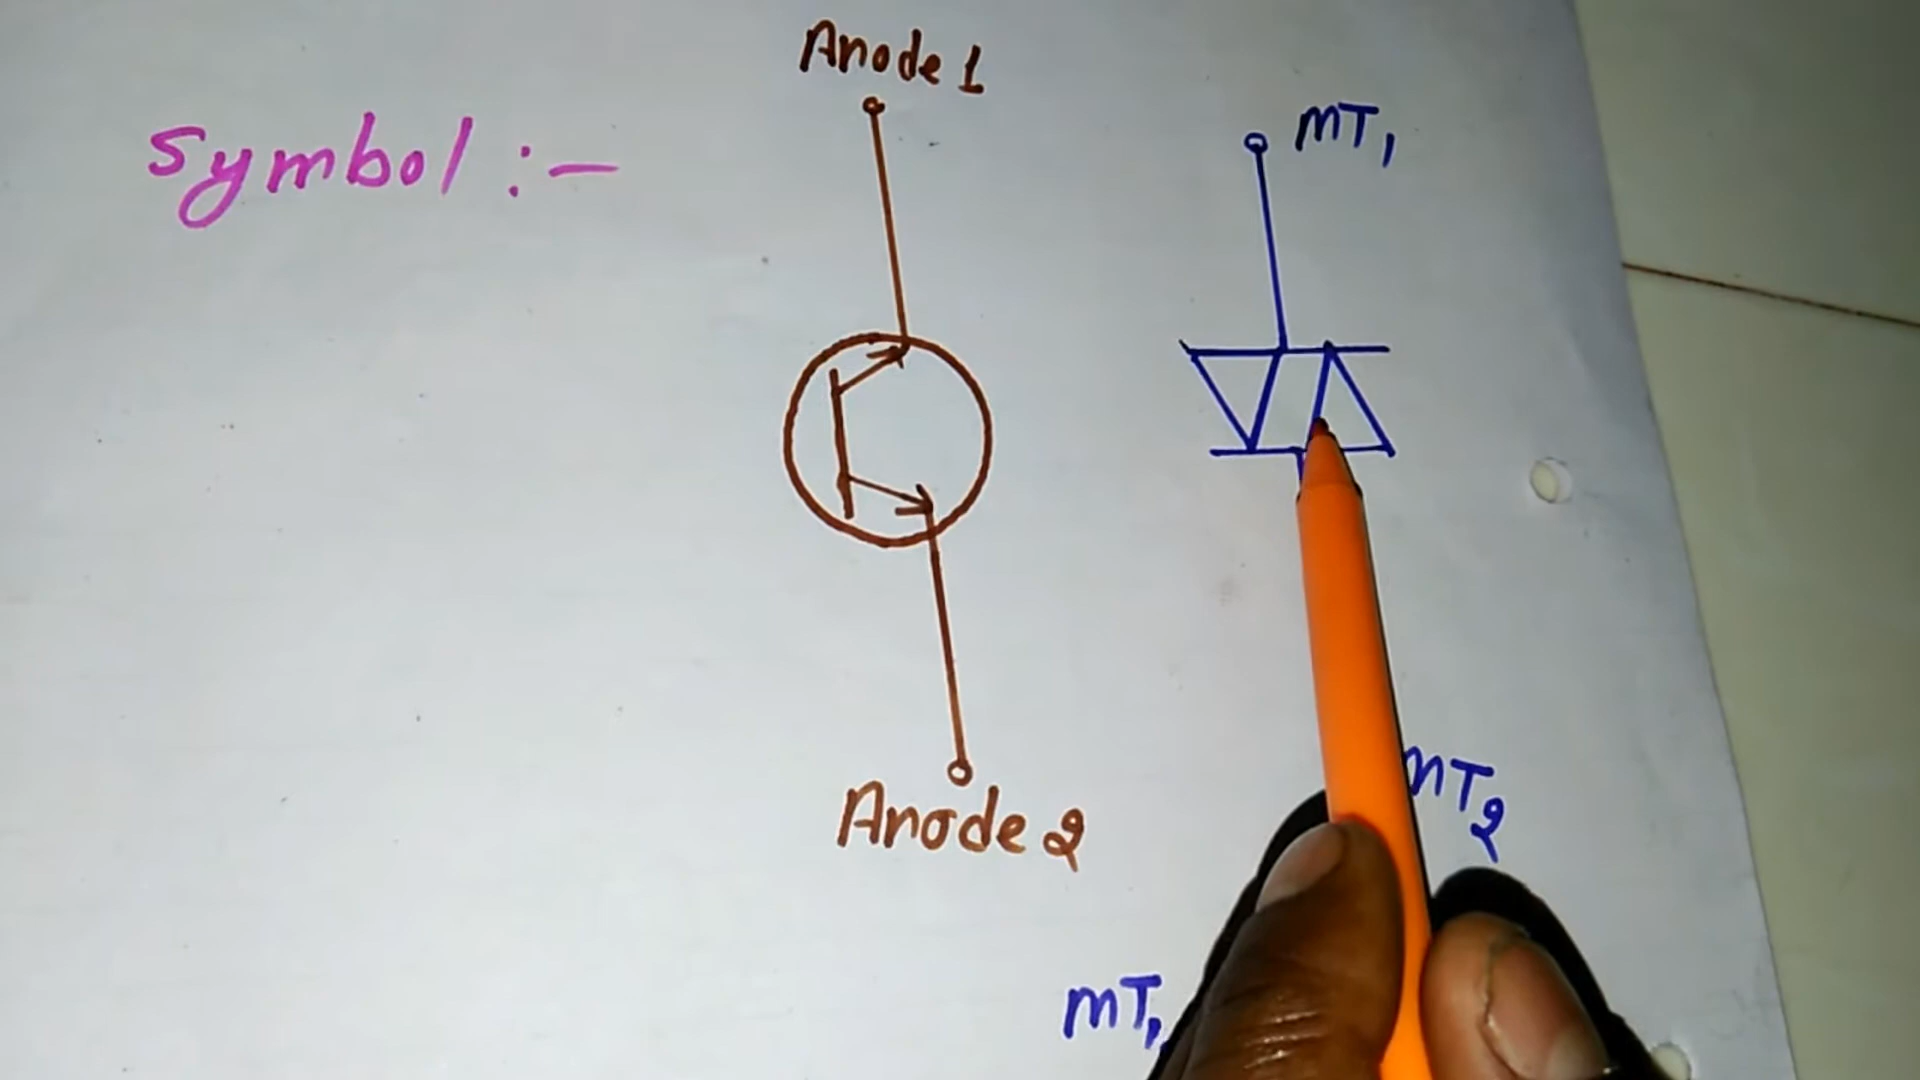 Anode 1
Symbol :-
MT1
Anode 2
MT2
MT1